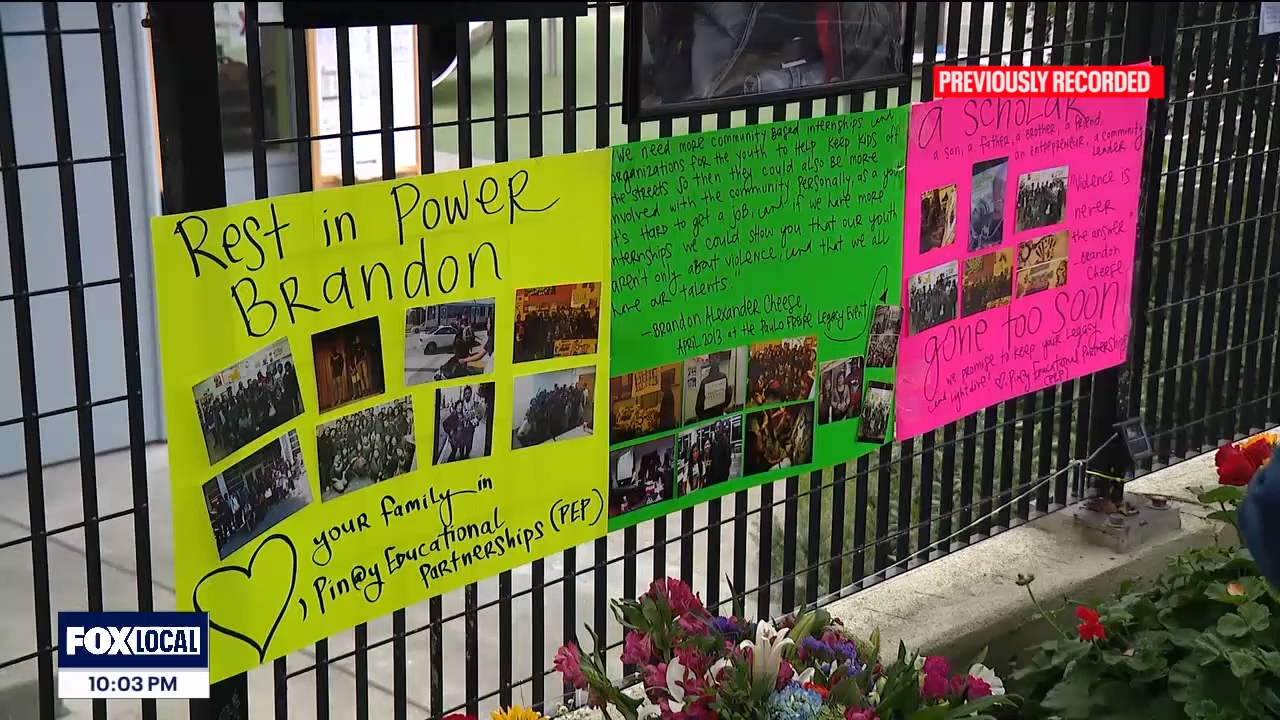 PREVIOUSLY RECORDED
Rest in Power
Brandon
your family in
, Pin@y Educational
Partnerships (PEP)
We need more community based internships and
organizations for the youth to help keep kids off
the streets so then they could also be more
involved with the community. Personally, as a youth
it's hard to get a job, and if we have more
internships we could show you that our youth
aren't only about violence, and that we all
have our talents."
-Brandon Alexander Cheese,
April 2013 at the Paulo Freire Legacy Event
a scholar
a son, a father, a brother, a friend,
an entrepreneur, a community
leader
"Violence is
never
the answer"
-Brandon
Cheese
gone too soon
we promise to keep your legacy
and light alive! ♡, Pin@y Educational Partnerships
(PEP)
FOX LOCAL
10:03 PM